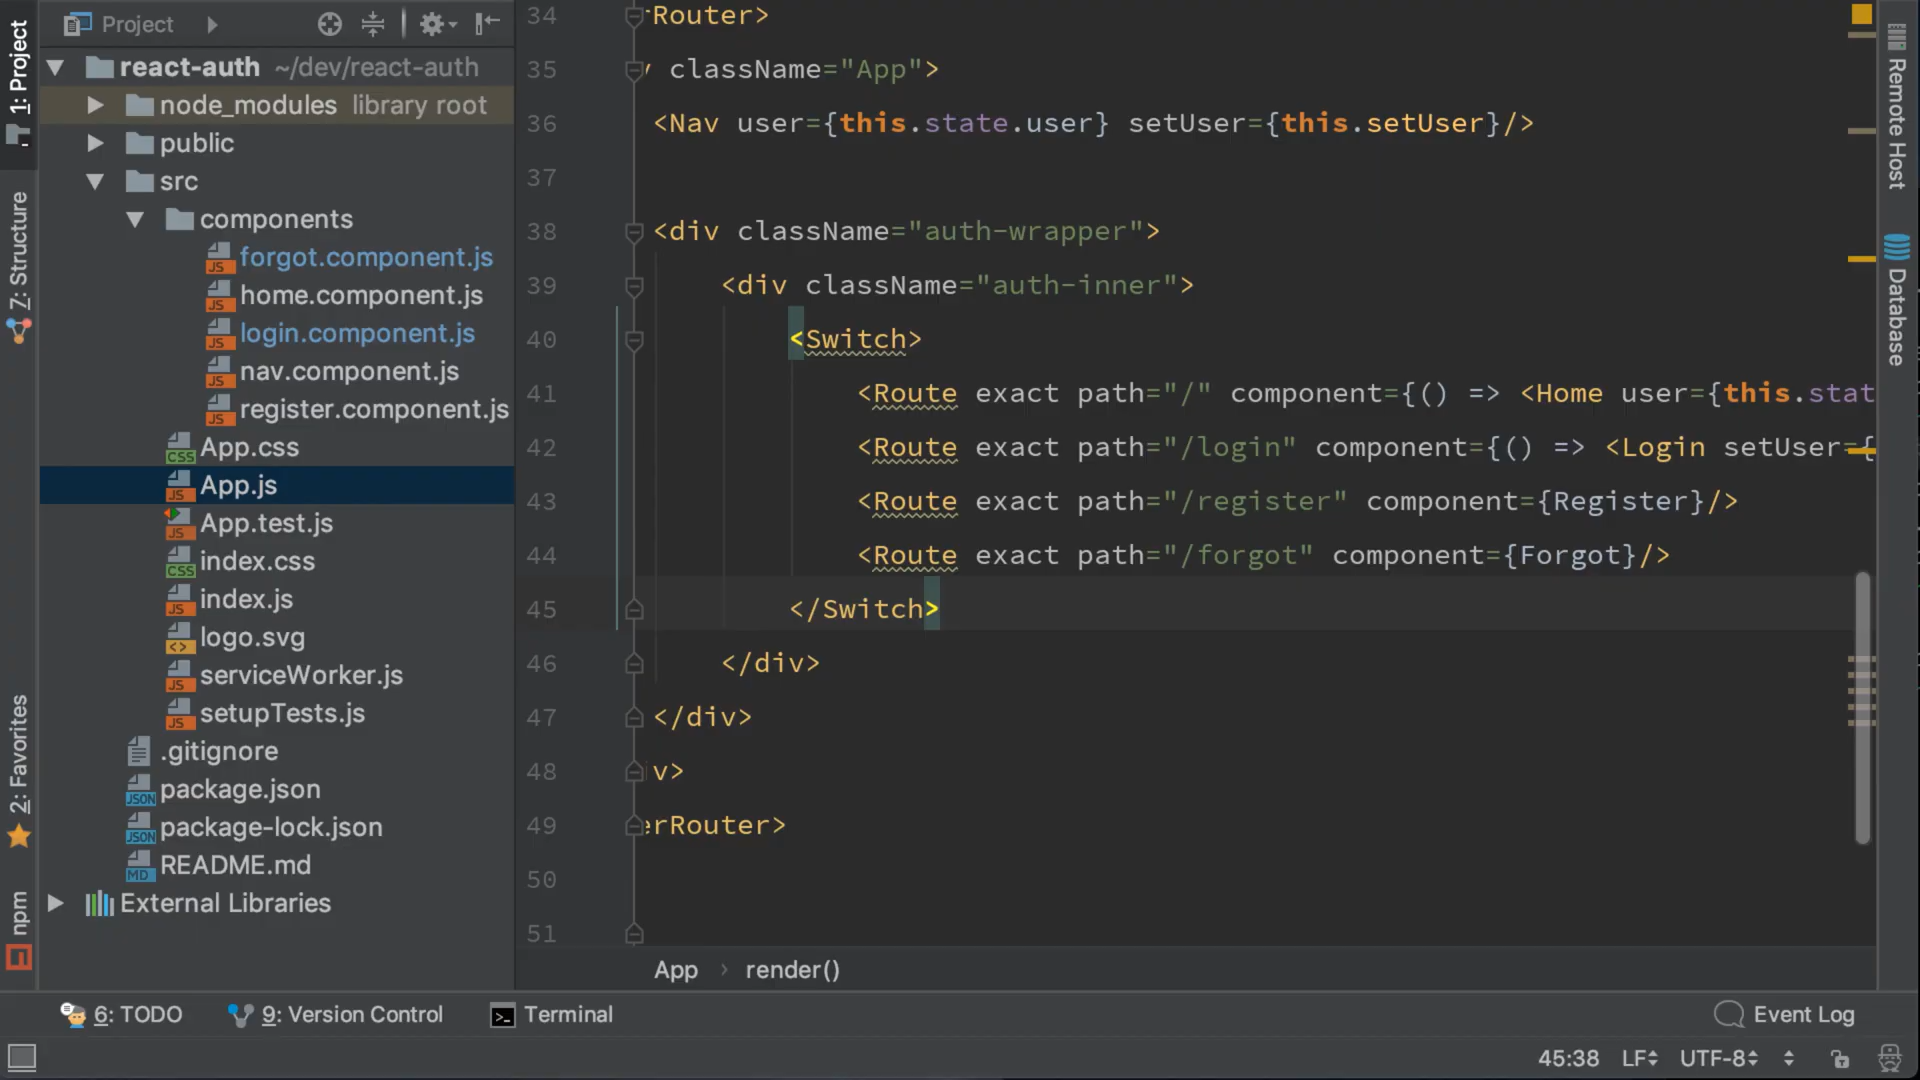 Project
react-auth ~/dev/react-auth
node_modules library root
public
src
components
forgot.component.js
home.component.js
login.component.js
nav.component.js
register.component.js
App.css
App.js
App.test.js
index.css
index.js
logo.svg
serviceWorker.js
setupTests.js
.gitignore
package.json
package-lock.json
README.md
External Libraries
1: Project
7: Structure
2: Favorites
npm
34 rRouter>
35 className="App">
36 <Nav user={this.state.user} setUser={this.setUser}/>
37
38 <div className="auth-wrapper">
39 <div className="auth-inner">
40 <Switch>
41 <Route exact path="/" component={() => <Home user={this.stat
42 <Route exact path="/login" component={() => <Login setUser={
43 <Route exact path="/register" component={Register}/>
44 <Route exact path="/forgot" component={Forgot}/>
45 </Switch>
46 </div>
47 </div>
48 v>
49 erRouter>
50
51
App › render()
Remote Host
Database
6: TODO
9: Version Control
Terminal
Event Log
45:38 LF UTF-8